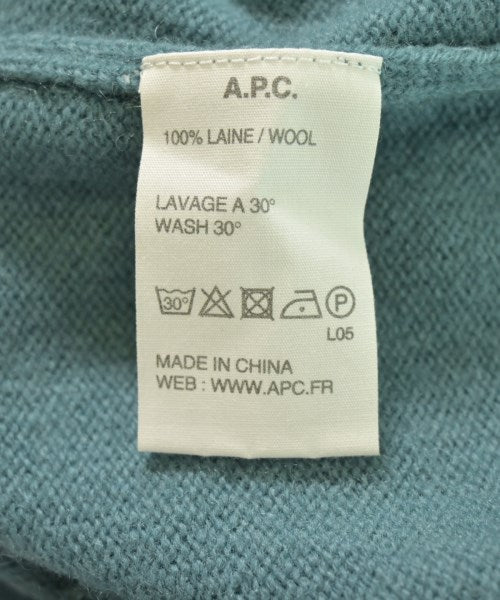 A.P.C.
100% LAINE / WOOL
LAVAGE A 30°
WASH 30°
30° P
L05
MADE IN CHINA
WEB : WWW.APC.FR